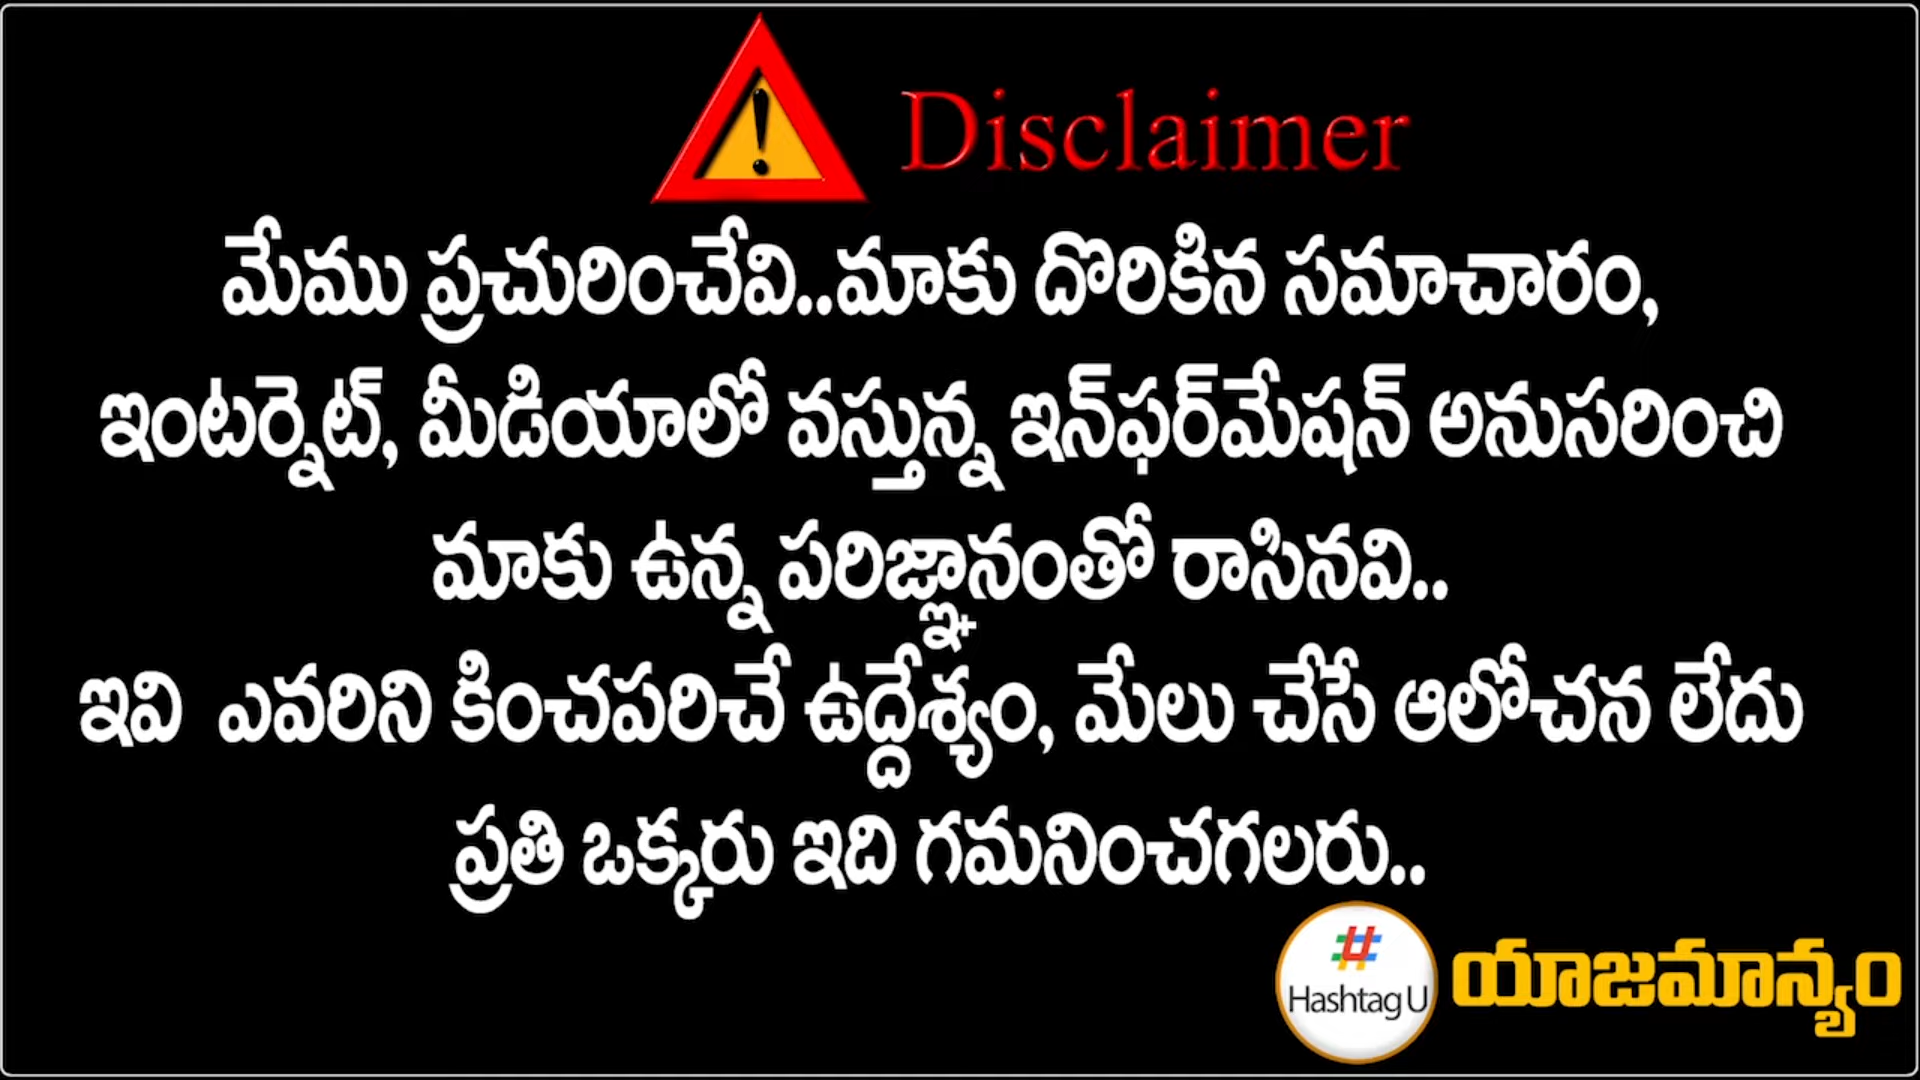 Disclaimer
మేము ప్రచురించేవి..మాకు దొరికిన సమాచారం,
ఇంటర్నెట్, మీడియాలో వస్తున్న ఇన్‌ఫర్‌మేషన్ అనుసరించి
మాకు ఉన్న పరిజ్ఞానంతో రాసినవి..
ఇవి ఎవరిని కించపరిచే ఉద్దేశ్యం, మేలు చేసే ఆలోచన లేదు
ప్రతి ఒక్కరు ఇది గమనించగలరు..
#
Hashtag U
యాజమాన్యం